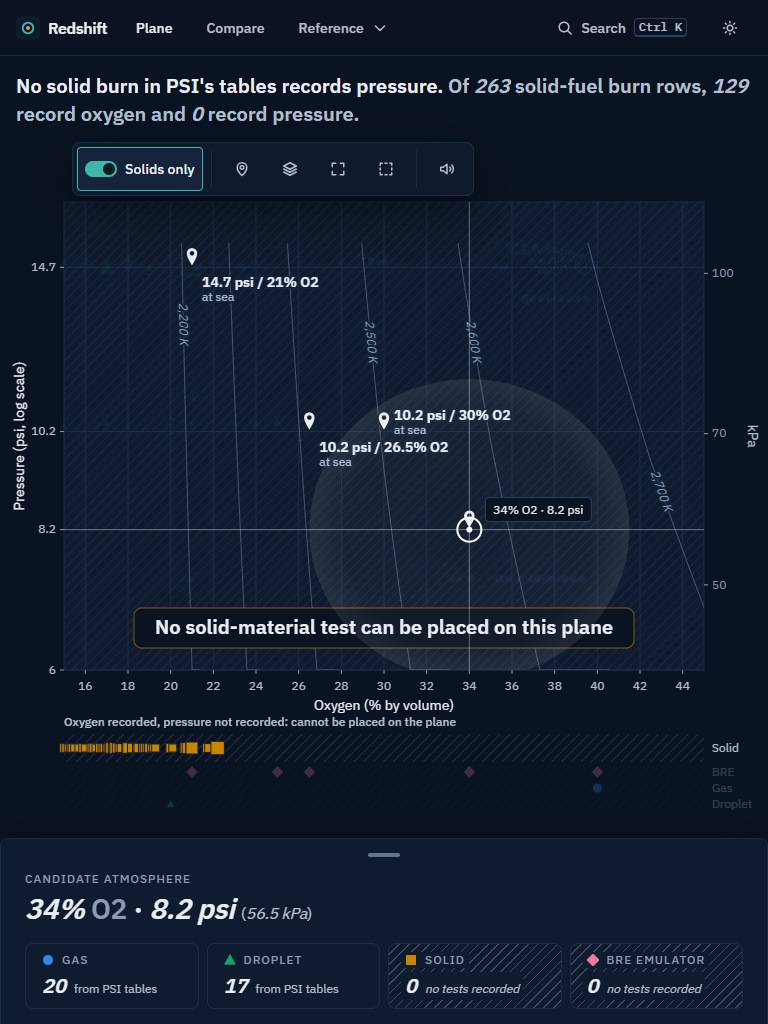 Redshift
Plane
Compare
Reference
Search
Ctrl K
No solid burn in PSI's tables records pressure. Of 263 solid-fuel burn rows, 129
record oxygen and 0 record pressure.
Solids only
14.7
10.2
8.2
6
Pressure (psi, log scale)
100
70
50
kPa
2,200 K
2,500 K
2,600 K
2,700 K
14.7 psi / 21% O2
at sea
10.2 psi / 30% O2
at sea
10.2 psi / 26.5% O2
at sea
34% O2 · 8.2 psi
No solid-material test can be placed on this plane
16 18 20 22 24 26 28 30 32 34 36 38 40 42 44
Oxygen (% by volume)
Oxygen recorded, pressure not recorded: cannot be placed on the plane
Solid
BRE
Gas
Droplet
CANDIDATE ATMOSPHERE
34% O2 · 8.2 psi (56.5 kPa)
GAS
20 from PSI tables
DROPLET
17 from PSI tables
SOLID
0 no tests recorded
BRE EMULATOR
0 no tests recorded